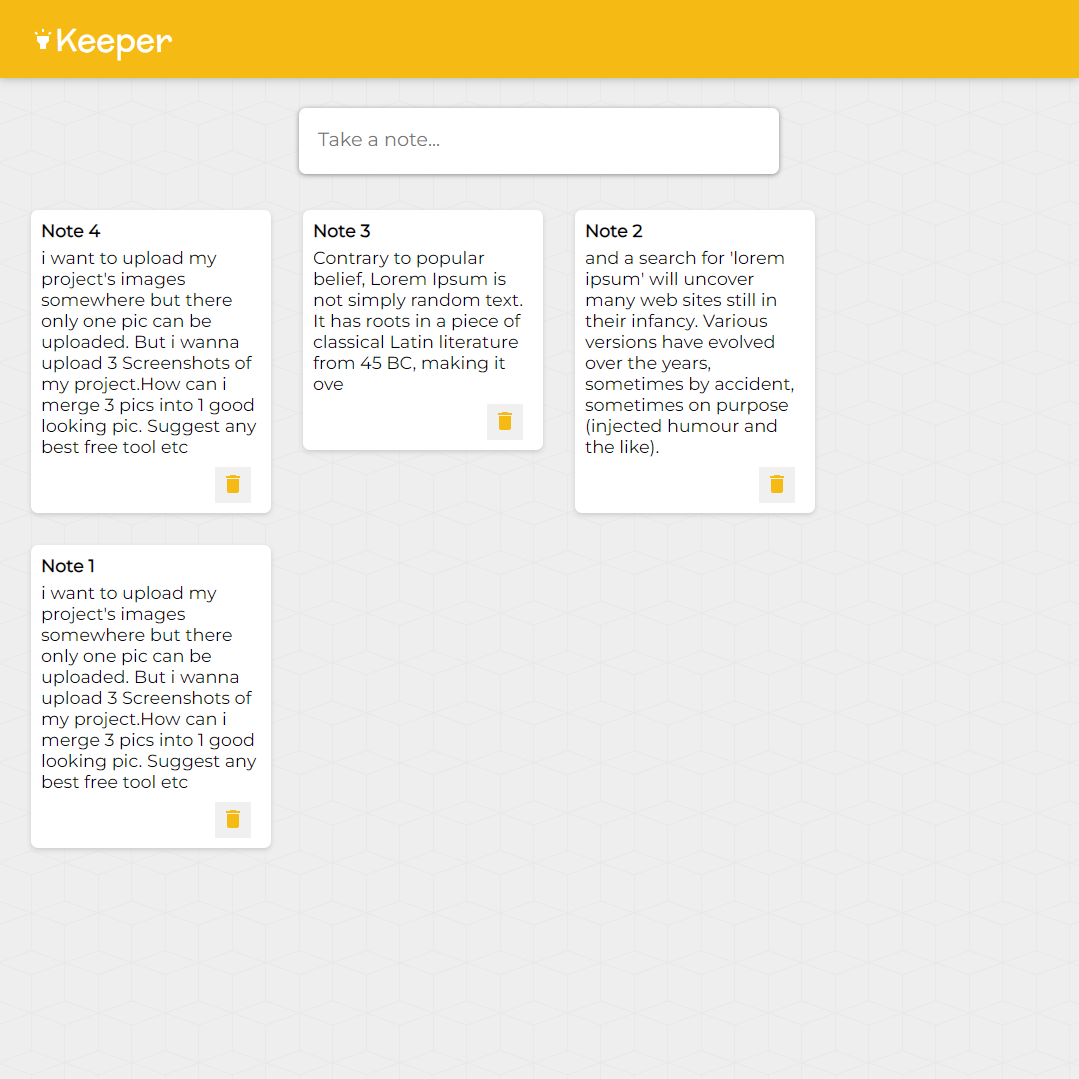 Keeper
Take a note...
Note 4
i want to upload my
project's images
somewhere but there
only one pic can be
uploaded. But i wanna
upload 3 Screenshots of
my project.How can i
merge 3 pics into 1 good
looking pic. Suggest any
best free tool etc
Note 3
Contrary to popular
belief, Lorem Ipsum is
not simply random text.
It has roots in a piece of
classical Latin literature
from 45 BC, making it
ove
Note 2
and a search for 'lorem
ipsum' will uncover
many web sites still in
their infancy. Various
versions have evolved
over the years,
sometimes by accident,
sometimes on purpose
(injected humour and
the like).
Note 1
i want to upload my
project's images
somewhere but there
only one pic can be
uploaded. But i wanna
upload 3 Screenshots of
my project.How can i
merge 3 pics into 1 good
looking pic. Suggest any
best free tool etc